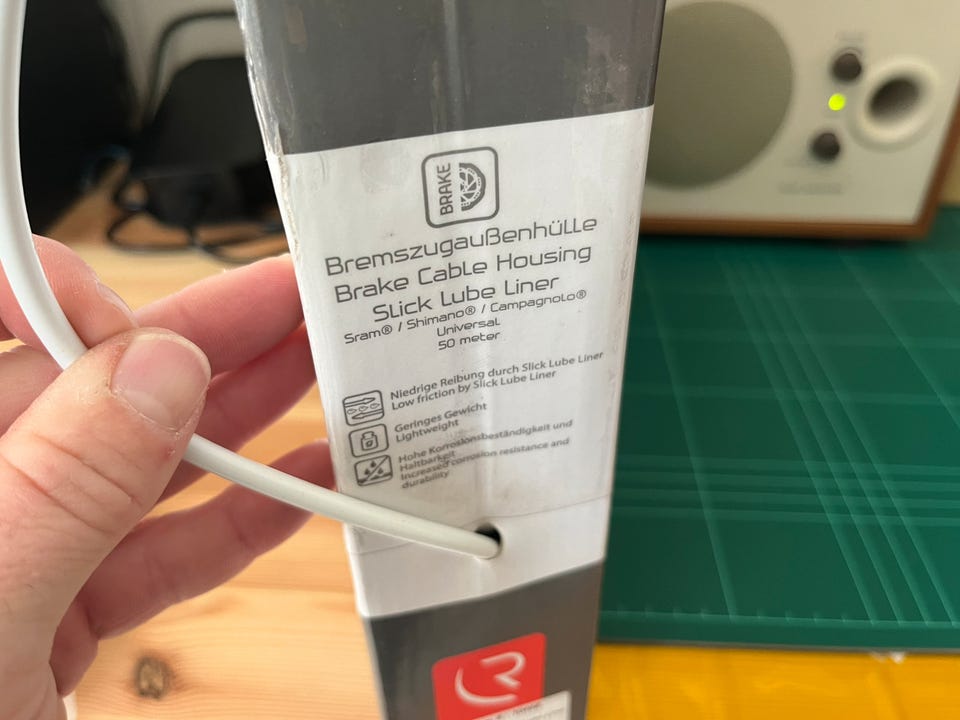 BRAKE
Bremszugaußenhülle
Brake Cable Housing
Slick Lube Liner
Sram® / Shimano® / Campagnolo®
Universal
50 meter
Niedrige Reibung durch Slick Lube Liner
Low friction by Slick Lube Liner
Geringes Gewicht
Lightweight
Hohe Korrosionsbeständigkeit und
Haltbarkeit
Increased corrosion resistance and
durability